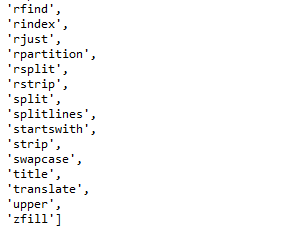 'rfind',
'rindex',
'rjust',
'rpartition',
'rsplit',
'rstrip',
'split',
'splitlines',
'startswith',
'strip',
'swapcase',
'title',
'translate',
'upper',
'zfill']